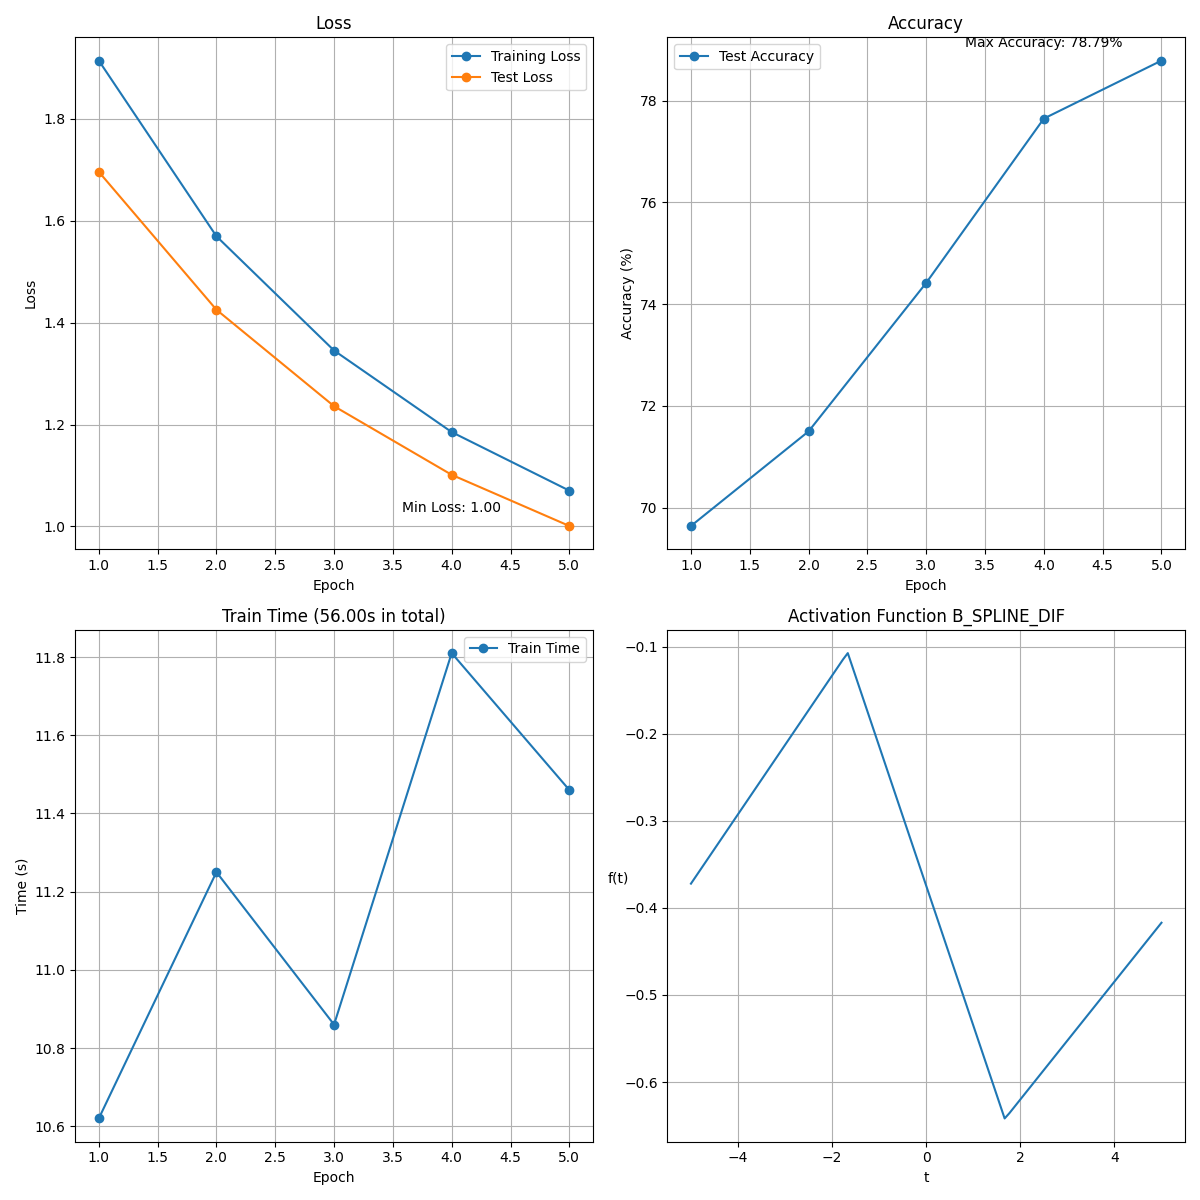 Loss
Training Loss
Test Loss
Min Loss: 1.00
Loss
1.8
1.6
1.4
1.2
1.0
1.0 1.5 2.0 2.5 3.0 3.5 4.0 4.5 5.0
Epoch
Accuracy
Max Accuracy: 78.79%
Test Accuracy
Accuracy (%)
78
76
74
72
70
1.0 1.5 2.0 2.5 3.0 3.5 4.0 4.5 5.0
Epoch
Train Time (56.00s in total)
Train Time
Time (s)
11.8
11.6
11.4
11.2
11.0
10.8
10.6
1.0 1.5 2.0 2.5 3.0 3.5 4.0 4.5 5.0
Epoch
Activation Function B_SPLINE_DIF
f(t)
−0.1
−0.2
−0.3
−0.4
−0.5
−0.6
−4 −2 0 2 4
t